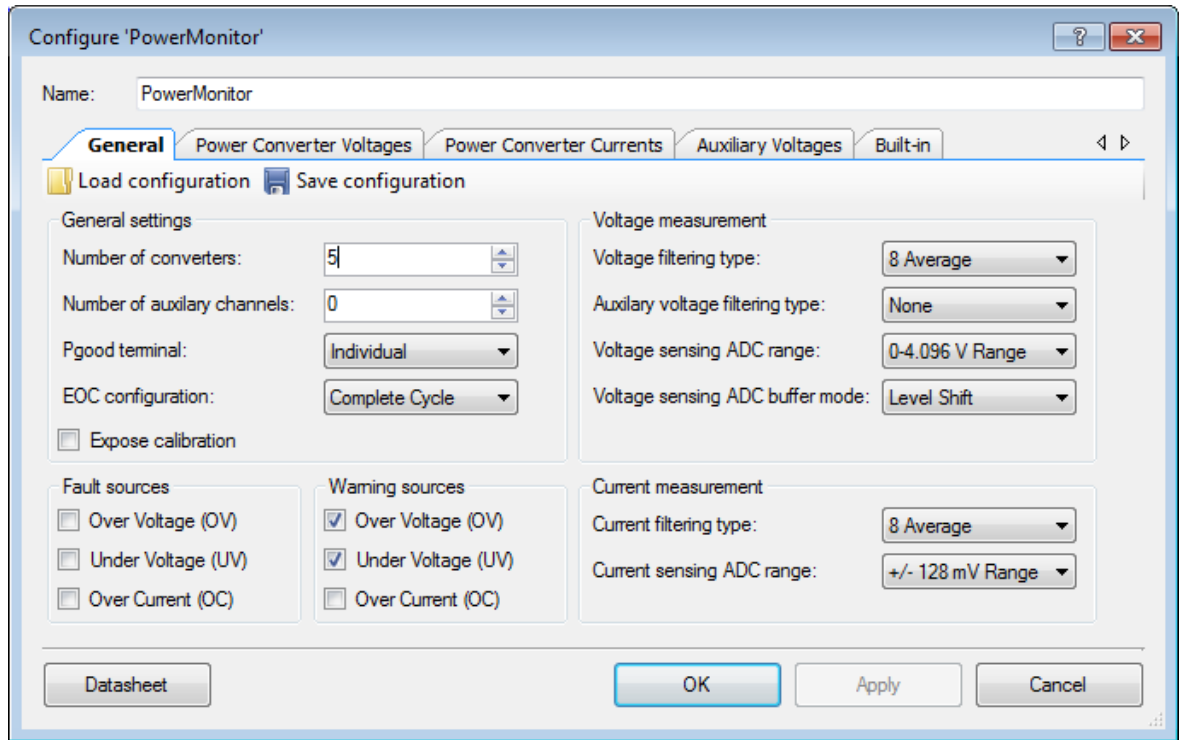 Configure 'PowerMonitor'
Name: PowerMonitor
General Power Converter Voltages Power Converter Currents Auxiliary Voltages Built-in
Load configuration Save configuration
General settings
Number of converters: 5
Number of auxilary channels: 0
Pgood terminal: Individual
EOC configuration: Complete Cycle
Expose calibration
Voltage measurement
Voltage filtering type: 8 Average
Auxilary voltage filtering type: None
Voltage sensing ADC range: 0-4.096 V Range
Voltage sensing ADC buffer mode: Level Shift
Fault sources
Over Voltage (OV)
Under Voltage (UV)
Over Current (OC)
Warning sources
Over Voltage (OV)
Under Voltage (UV)
Over Current (OC)
Current measurement
Current filtering type: 8 Average
Current sensing ADC range: +/- 128 mV Range
Datasheet OK Apply Cancel